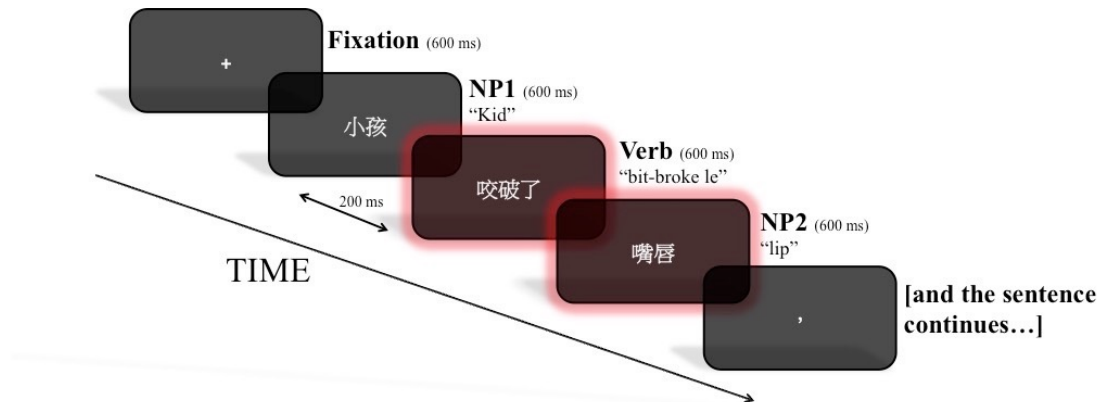 +
Fixation (600 ms)
小孩
NP1 (600 ms)
“Kid”
咬破了
Verb (600 ms)
“bit-broke le”
嘴唇
NP2 (600 ms)
“lip”
,
[and the sentence
continues…]
200 ms
TIME